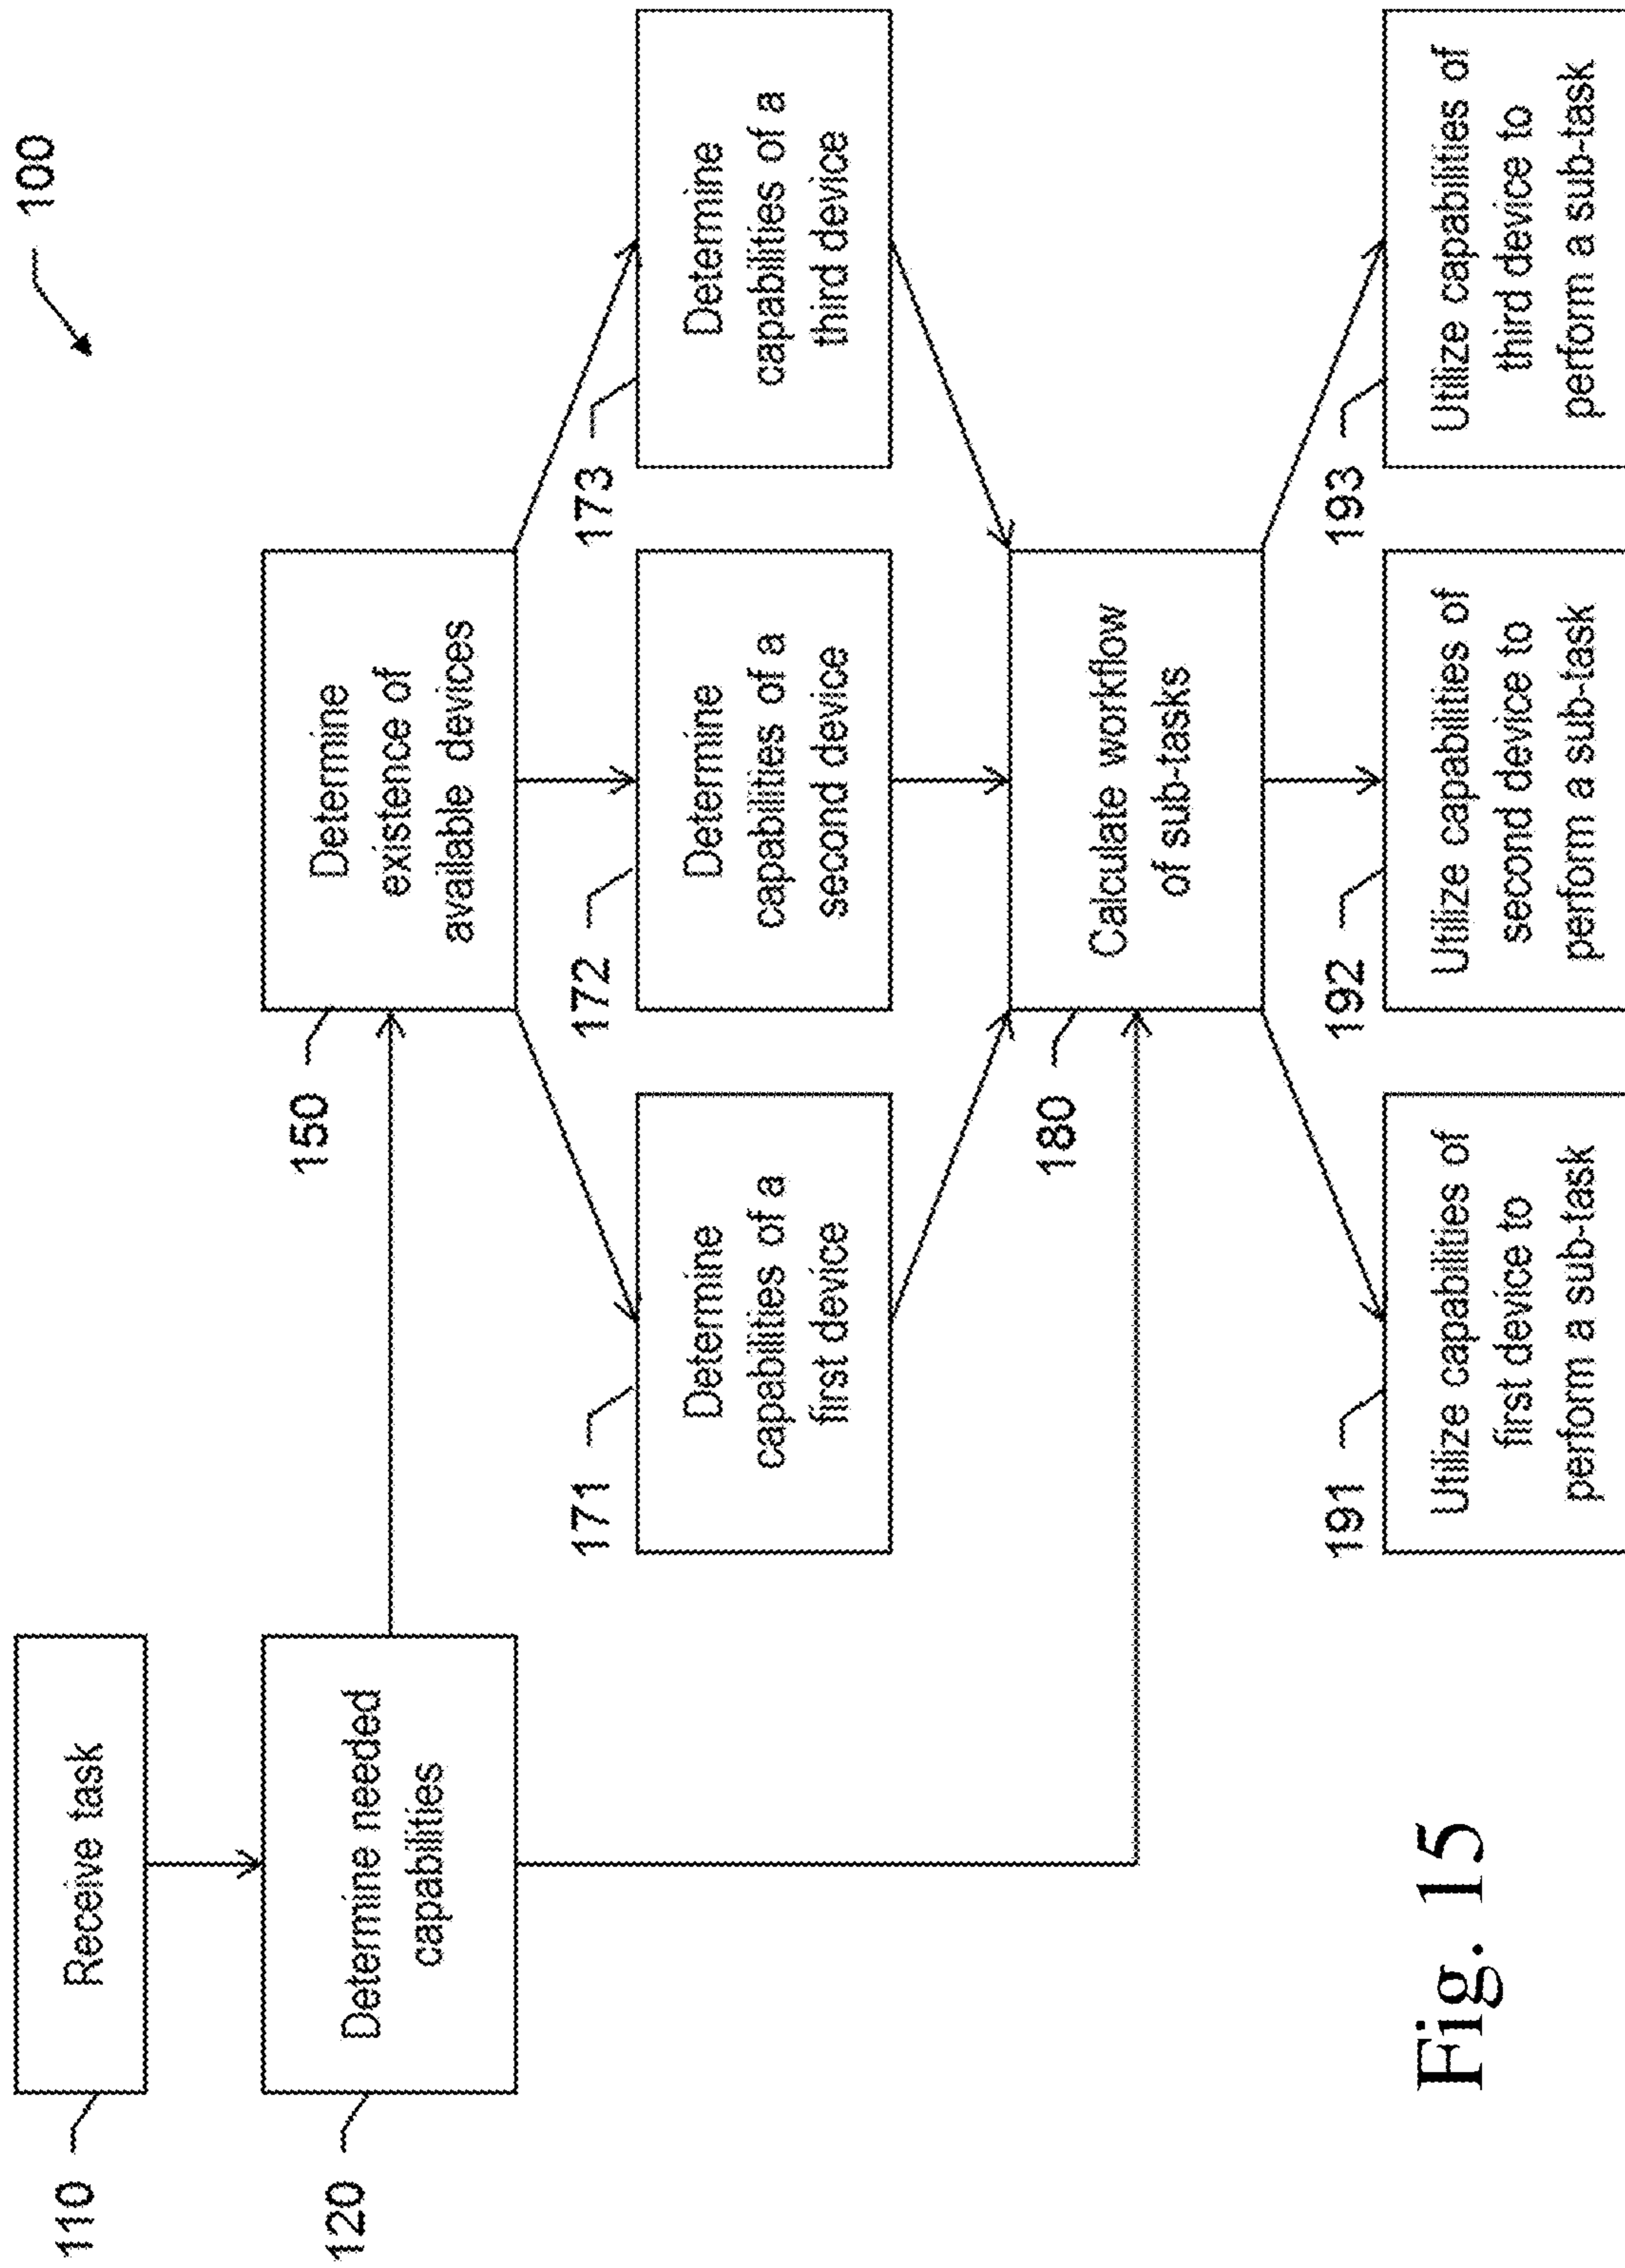 100
110
Receive task
120
Determine needed
capabilities
150
Determine
existence of
available devices
171
Determine
capabilities of a
first device
172
Determine
capabilities of a
second device
173
Determine
capabilities of a
third device
180
Calculate workflow
of sub-tasks
191
Utilize capabilities of
first device to
perform a sub-task
192
Utilize capabilities of
second device to
perform a sub-task
193
Utilize capabilities of
third device to
perform a sub-task
Fig. 15